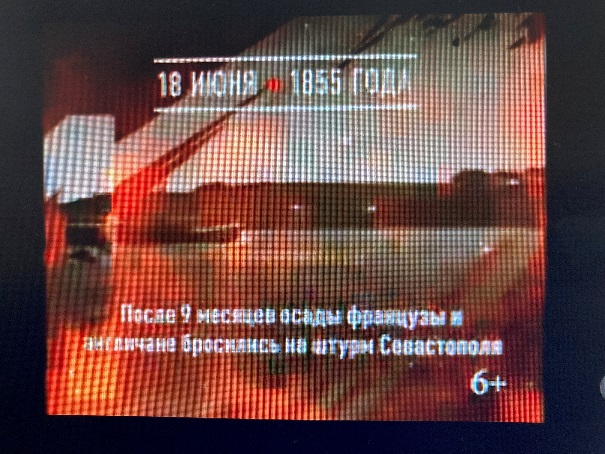 18 ИЮНЯ • 1855 ГОДА
После 9 месяцев осады французы и
англичане бросились на штурм Севастополя
6+